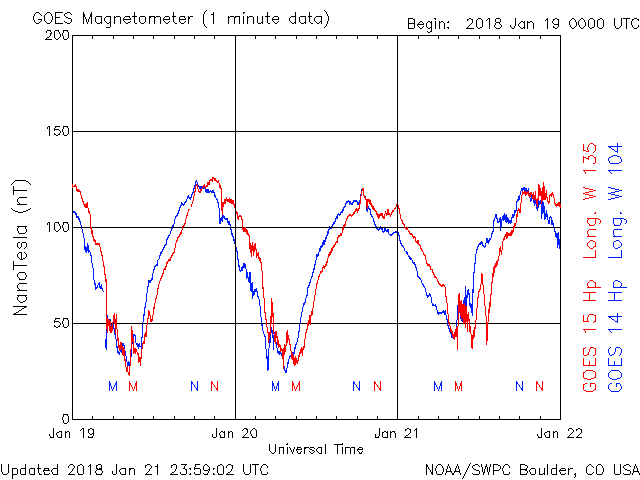 GOES Magnetometer (1 minute data)
Begin: 2018 Jan 19 0000 UTC
200
150
100
50
0
NanoTesla (nT)
M M N N M M N N M M N N
Jan 19 Jan 20 Jan 21 Jan 22
Universal Time
GOES 15 Hp Long. W 135
GOES 14 Hp Long. W 104
Updated 2018 Jan 21 23:59:02 UTC
NOAA/SWPC Boulder, CO USA